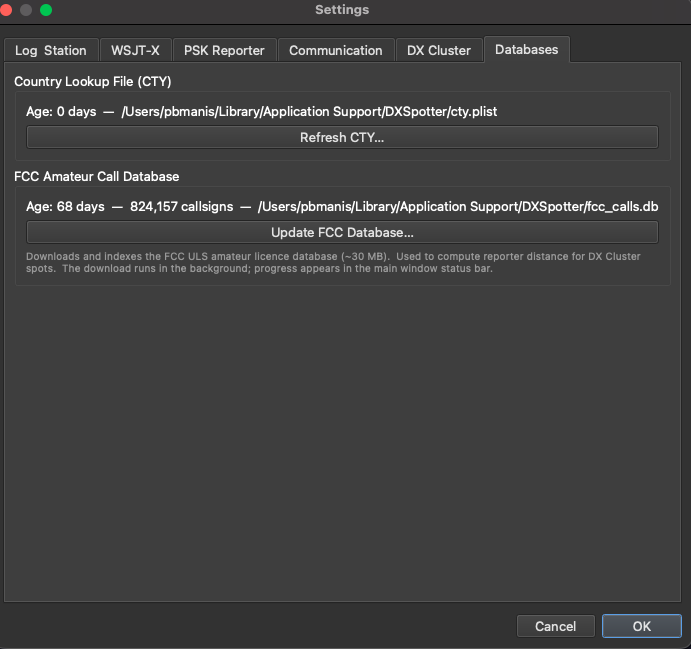 Settings
Log Station WSJT-X PSK Reporter Communication DX Cluster Databases
Country Lookup File (CTY)
Age: 0 days — /Users/pbmanis/Library/Application Support/DXSpotter/cty.plist
Refresh CTY...
FCC Amateur Call Database
Age: 68 days — 824,157 callsigns — /Users/pbmanis/Library/Application Support/DXSpotter/fcc_calls.db
Update FCC Database...
Downloads and indexes the FCC ULS amateur licence database (~30 MB). Used to compute reporter distance for DX Cluster
spots. The download runs in the background; progress appears in the main window status bar.
Cancel OK